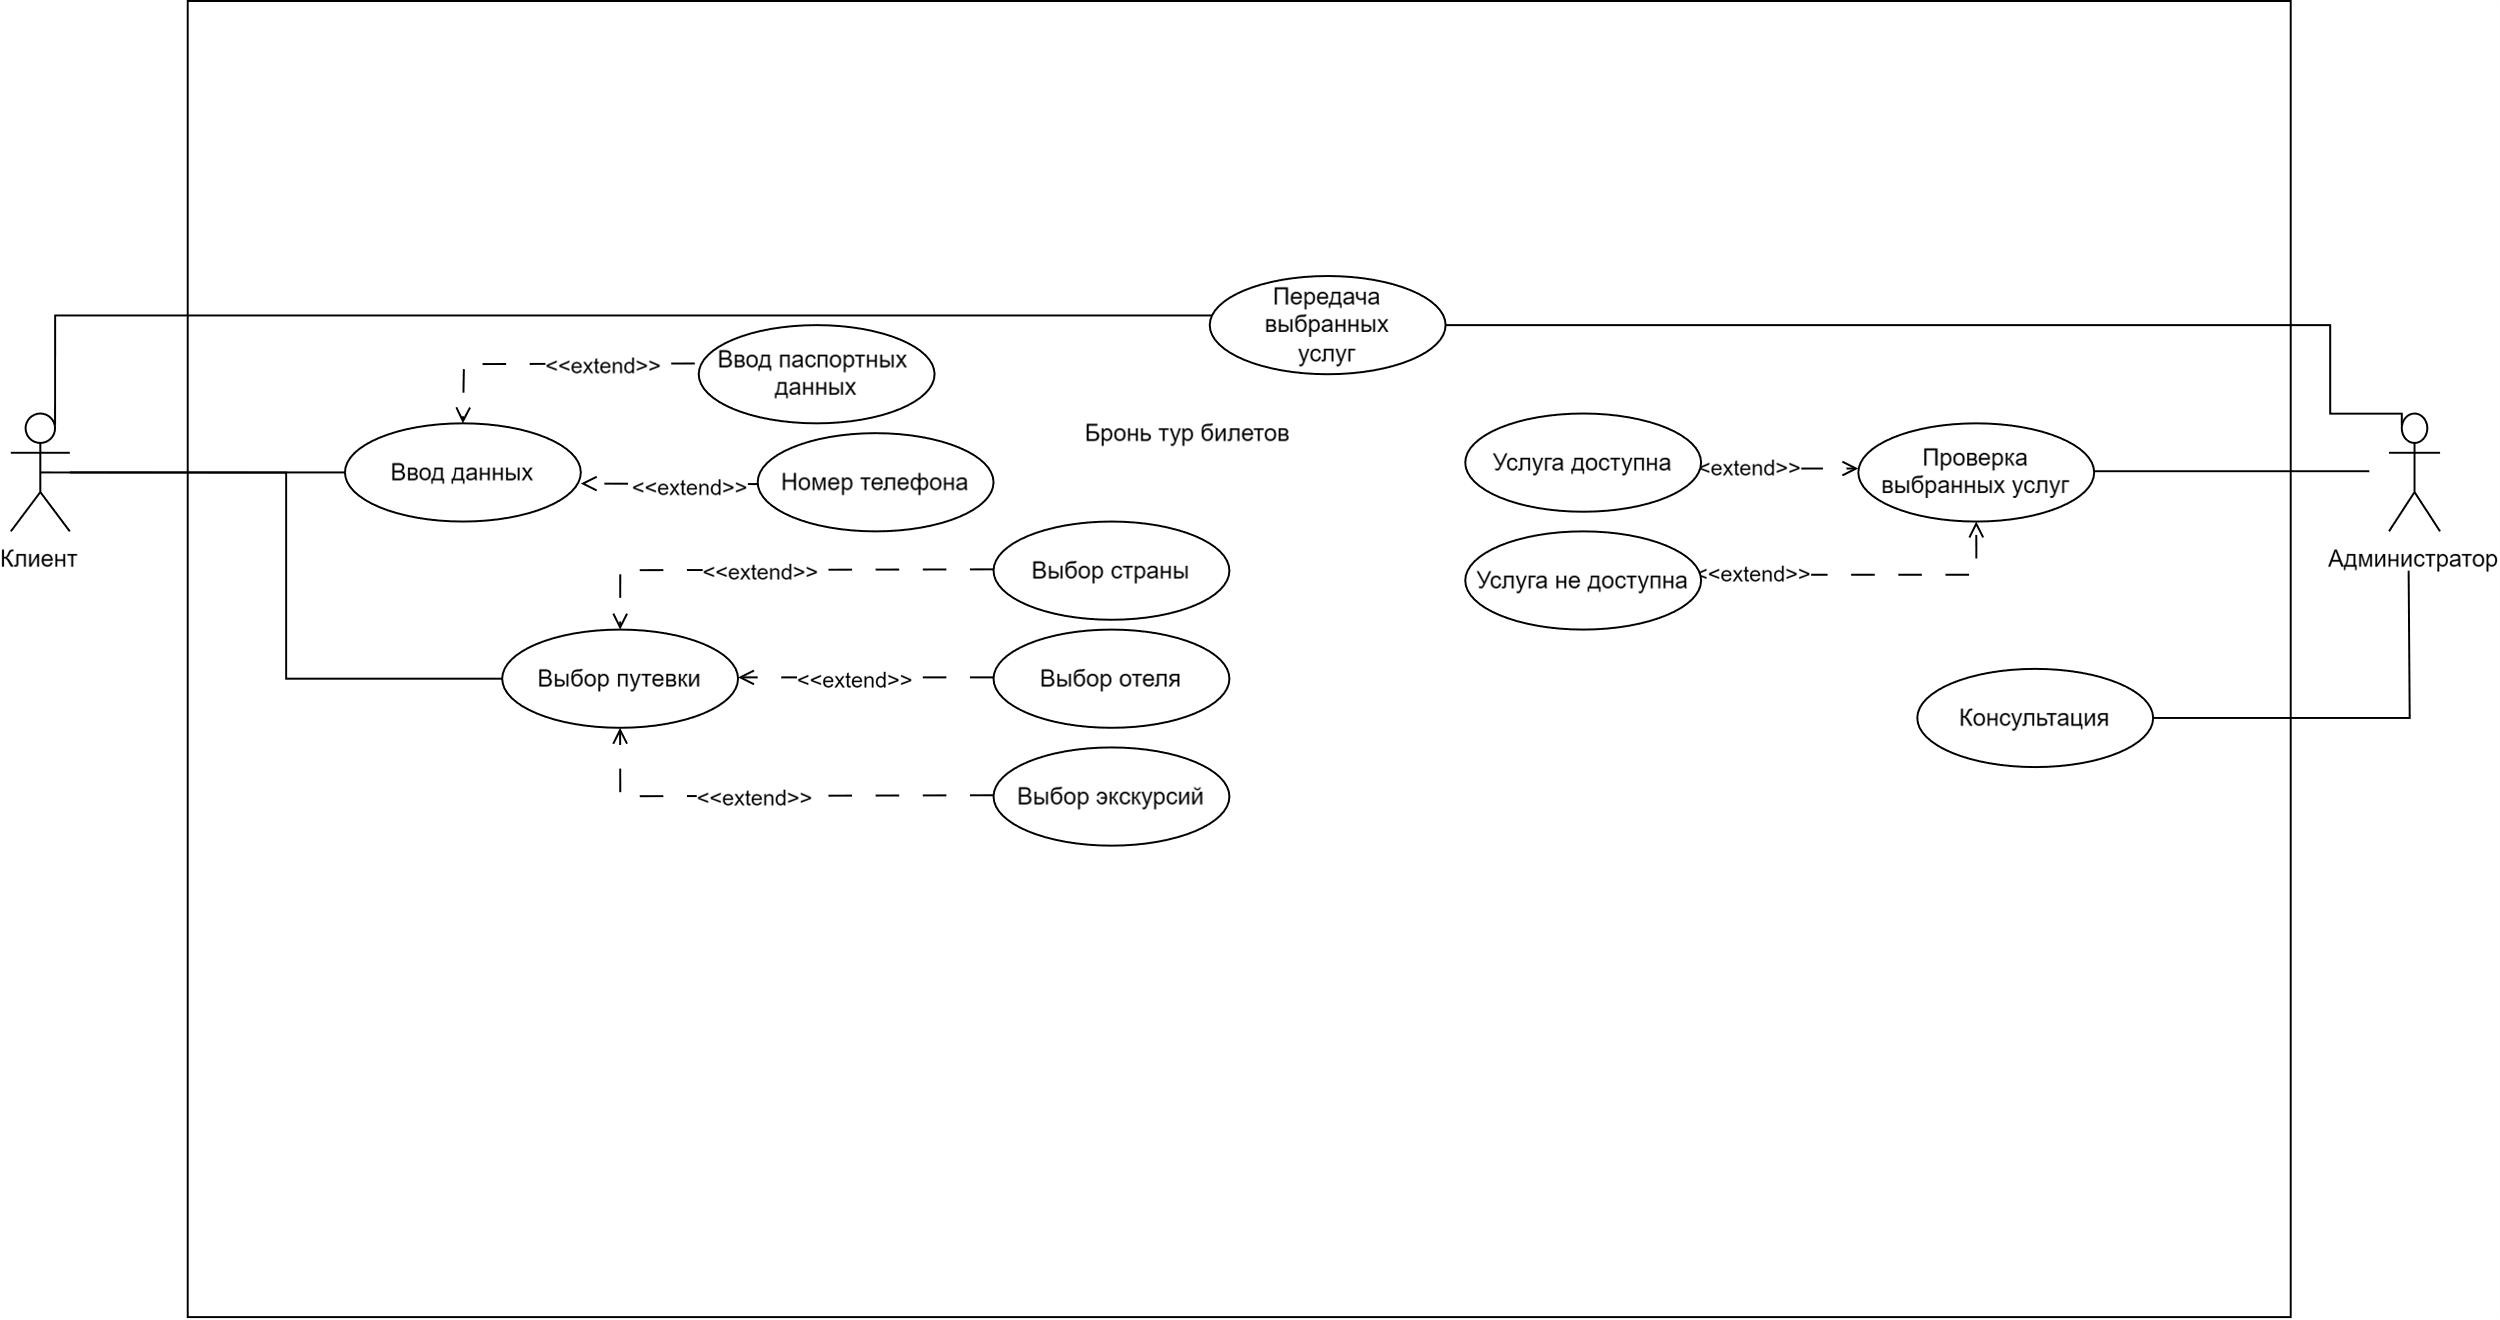 Передача
выбранных
услуг
Ввод паспортных
данных
<<extend>>
Бронь тур билетов
Ввод данных
<<extend>>
Номер телефона
Услуга доступна
<extend>>
Проверка
выбранных услуг
Клиент
Администратор
<<extend>>
Выбор страны
Услуга не доступна
<<extend>>
Выбор путевки
<<extend>>
Выбор отеля
Консультация
<<extend>>
Выбор экскурсий